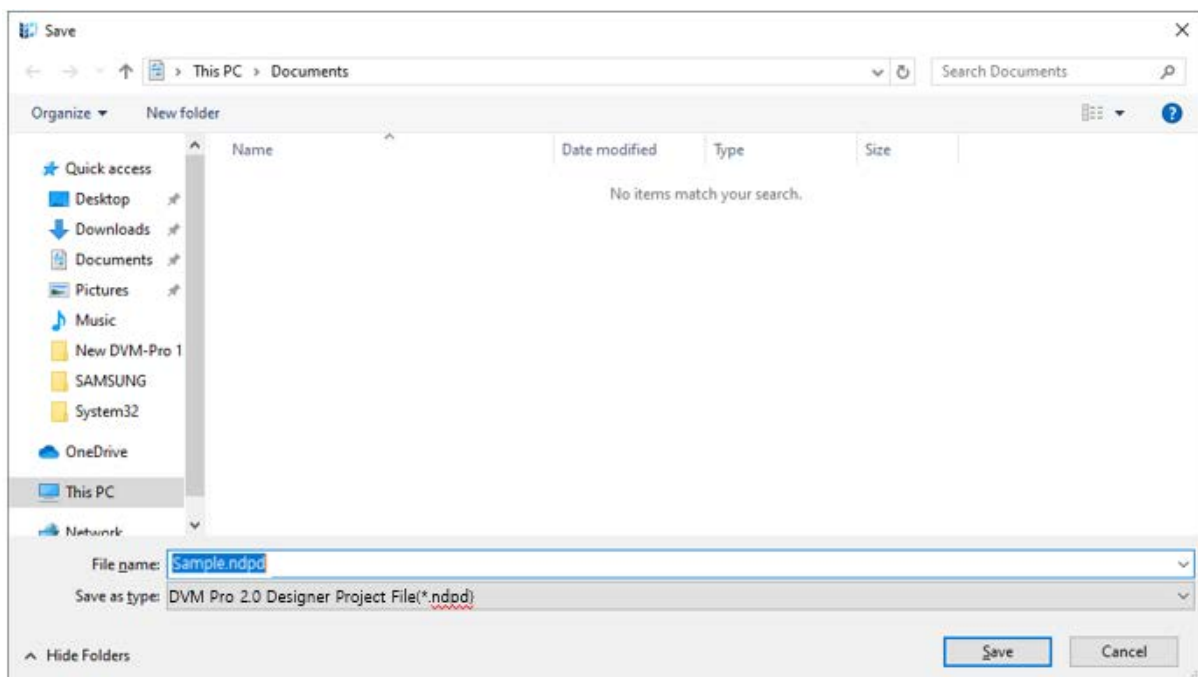 Save
This PC > Documents
Search Documents
Organize
New folder
Name
Date modified
Type
Size
No items match your search.
Quick access
Desktop
Downloads
Documents
Pictures
Music
New DVM-Pro 1
SAMSUNG
System32
OneDrive
This PC
Network
File name: Sample.ndpd
Save as type: DVM Pro 2.0 Designer Project File(*.ndpd)
Hide Folders
Save
Cancel